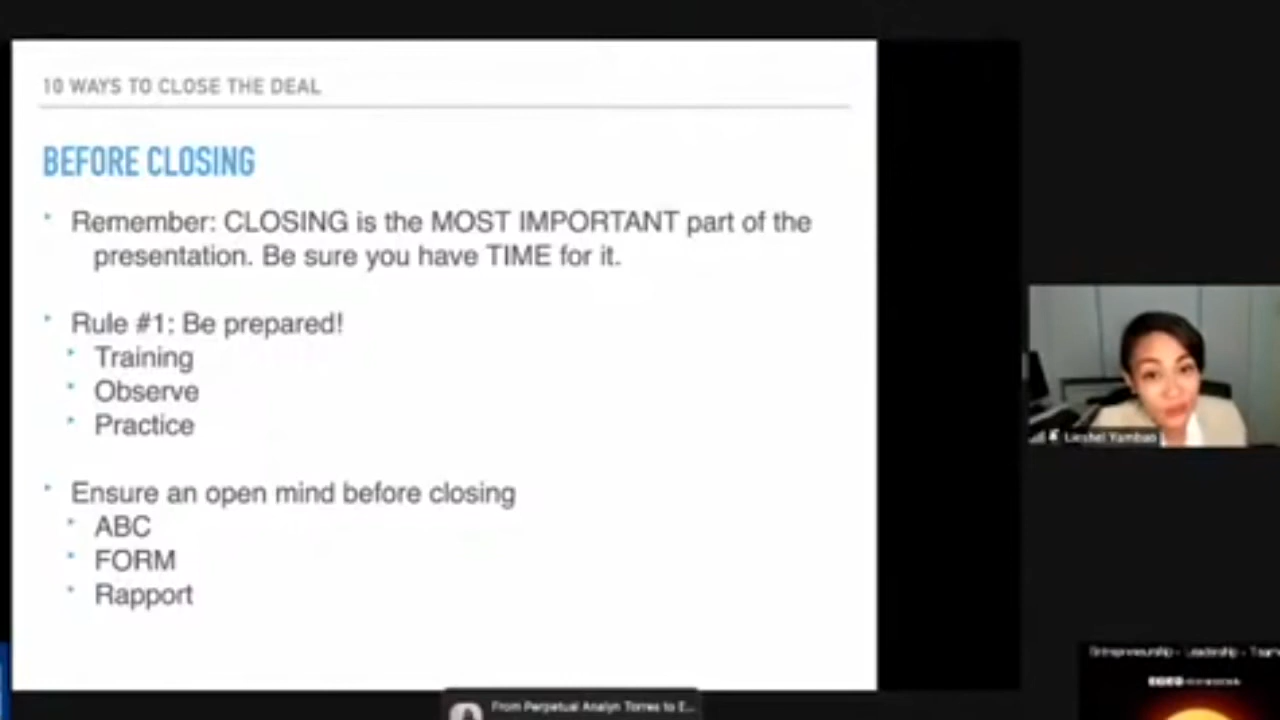 10 WAYS TO CLOSE THE DEAL
BEFORE CLOSING
Remember: CLOSING is the MOST IMPORTANT part of the
presentation. Be sure you have TIME for it.
Rule #1: Be prepared!
Training
Observe
Practice
Ensure an open mind before closing
ABC
FORM
Rapport
Yambao
Entrepreneurship - Leadership -
From Perpetual Analyn Torres to E...